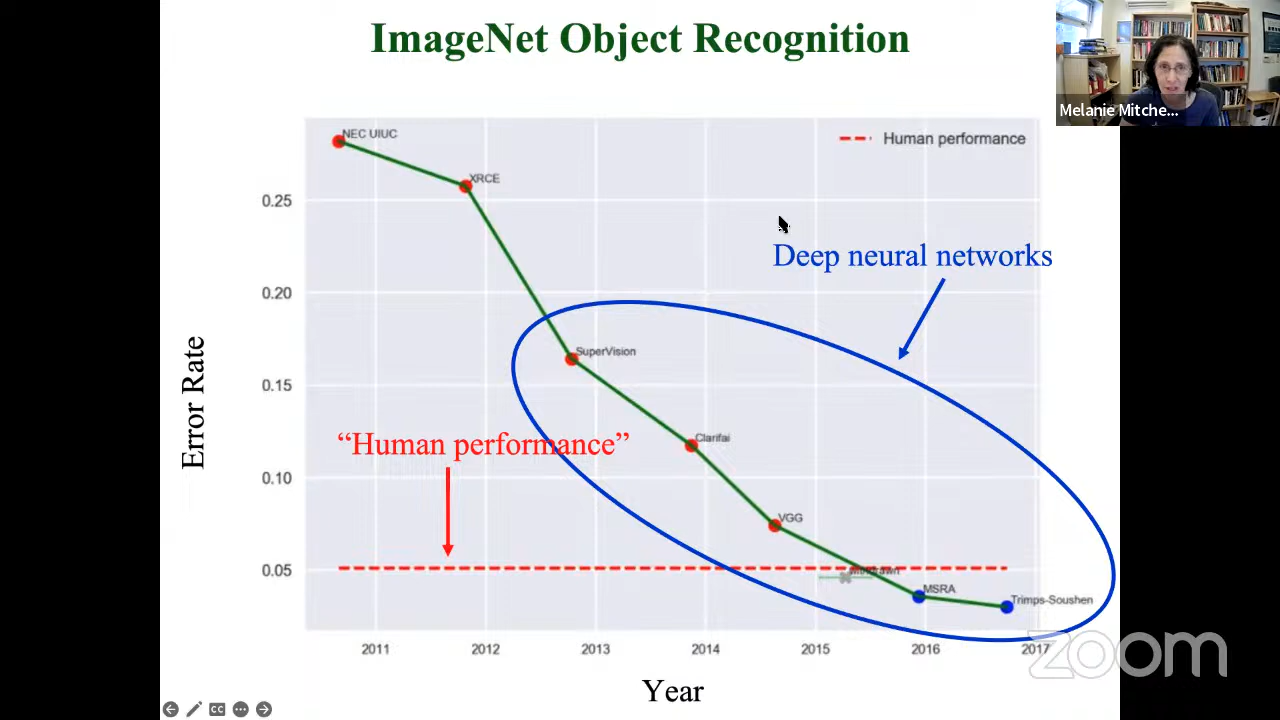 ImageNet Object Recognition
Melanie Mitche...
NEC UIUC
Human performance
XRCE
0.25
Deep neural networks
0.20
SuperVision
0.15
Error Rate
Clarifai
"Human performance"
0.10
VGG
0.05
Withdrawn
MSRA
Trimps-Soushen
2011
2012
2013
2014
2015
2016
2017
zoom
Year
CC